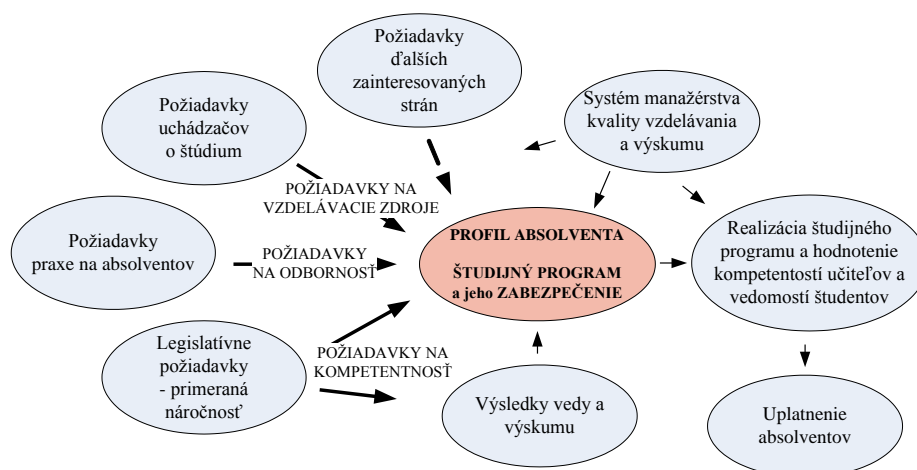 Požiadavky
ďalších
zainteresovaných
strán
Systém manažérstva
kvality vzdelávania
a výskumu
Požiadavky
uchádzačov
o štúdium
POŽIADAVKY NA
VZDELÁVACIE ZDROJE
Požiadavky
praxe na absolventov
POŽIADAVKY
NA ODBORNOSŤ
PROFIL ABSOLVENTA
ŠTUDIJNÝ PROGRAM
a jeho ZABEZPEČENIE
Realizácia študijného
programu a hodnotenie
kompetentostí učiteľov a
vedomostí študentov
Legislatívne
požiadavky
- primeraná
náročnosť
POŽIADAVKY NA
KOMPETENTNOSŤ
Výsledky vedy a
výskumu
Uplatnenie
absolventov